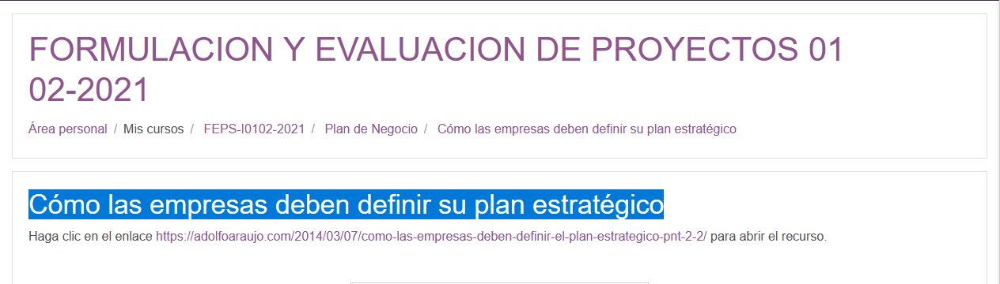 FORMULACION Y EVALUACION DE PROYECTOS 01
02-2021
Área personal / Mis cursos / FEPS-I0102-2021 / Plan de Negocio / Cómo las empresas deben definir su plan estratégico
Cómo las empresas deben definir su plan estratégico
Haga clic en el enlace https://adolfoaraujo.com/2014/03/07/como-las-empresas-deben-definir-el-plan-estrategico-pnt-2-2/ para abrir el recurso.